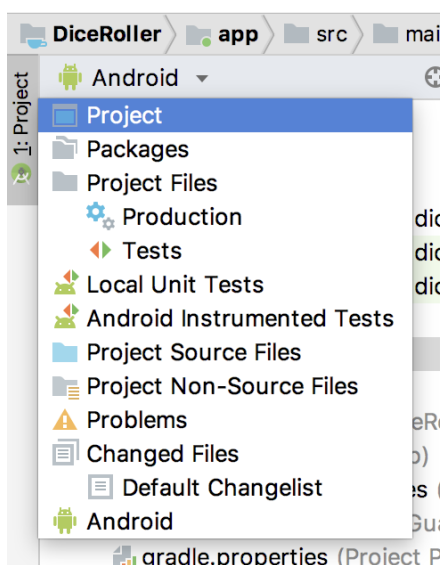 DiceRoller app src mai
1: Project
Android
Project
Packages
Project Files
Production
Tests
Local Unit Tests
Android Instrumented Tests
Project Source Files
Project Non-Source Files
Problems
Changed Files
Default Changelist
Android
gradle.properties (Project P